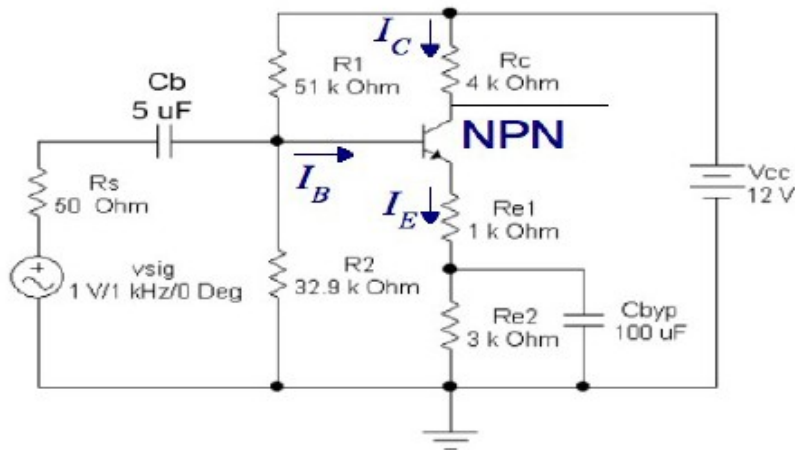 I_C
R1
51 k Ohm
Rc
4 k Ohm
Cb
5 uF
NPN
I_B
Rs
50 Ohm
Vcc
12 V
I_E
Re1
1 k Ohm
vsig
1 V/1 kHz/0 Deg
R2
32.9 k Ohm
Re2
3 k Ohm
Cbyp
100 uF